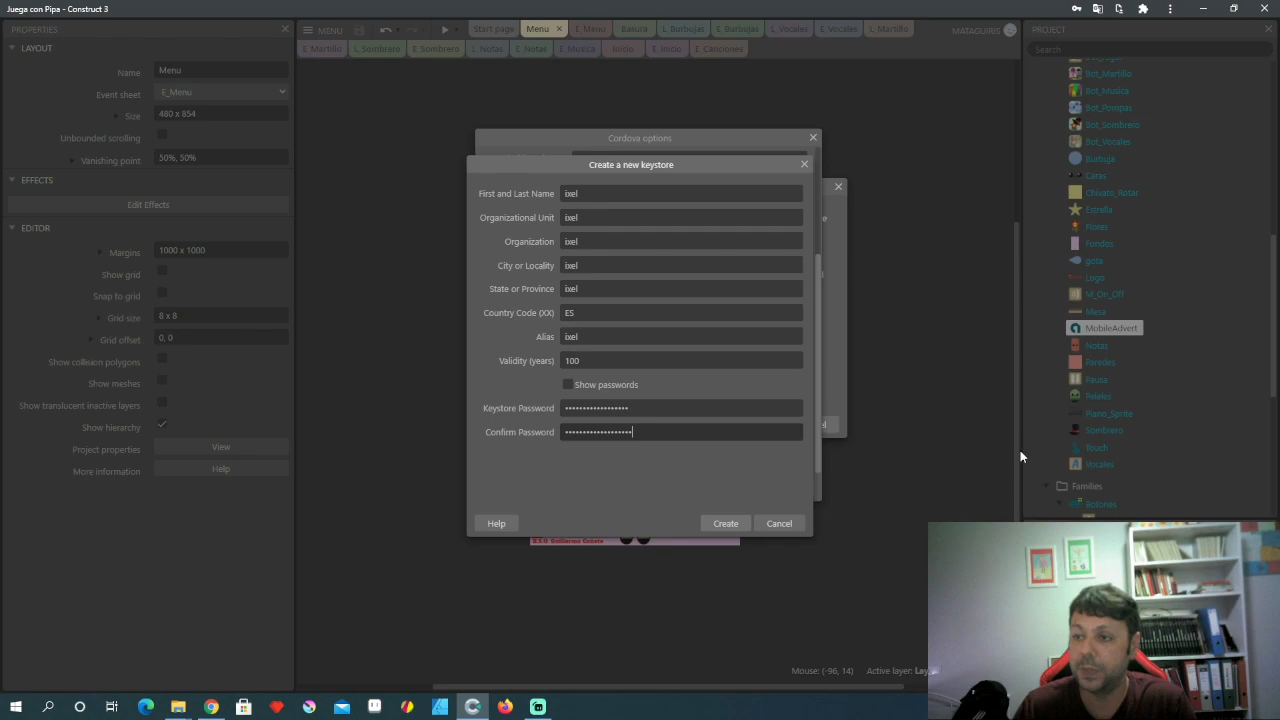 Juega con Pipa - Construct 3
PROPERTIES
LAYOUT
Name Menu
Event sheet E_Menu
Size 480 x 854
Unbounded scrolling
Vanishing point 50%, 50%
EFFECTS
Edit Effects
EDITOR
Margins 1000 x 1000
Show grid
Snap to grid
Grid size 8 x 8
Grid offset 0, 0
Show collision polygons
Show meshes
Show translucent inactive layers
Show hierarchy
Project properties View
More information Help
MENU
Start page Menu E_Menu Basura L_Burbujas E_Burbujas L_Vocales E_Vocales L_Martillo
E_Martillo L_Sombrero E_Sombrero L_Notas E_Notas E_Musica Inicio E_Inicio E_Canciones
MATAGUIRIS
Cordova options
Create a new keystore
First and Last Name ixel
Organizational Unit ixel
Organization ixel
City or Locality ixel
State or Province ixel
Country Code (XX) ES
Alias ixel
Validity (years) 100
Show passwords
Keystore Password ••••••••••••••••••
Confirm Password •••••••••••••••••••
Help Create Cancel
Mouse: (-96, 14) Active layer:
PROJECT
Search
Bot_Martillo
Bot_Musica
Bot_Pompas
Bot_Sombrero
Bot_Vocales
Burbuja
Caras
Chivato_Rotar
Estrella
Flores
Fondos
gota
Logo
M_On_Off
Mesa
MobileAdvert
Notas
Paredes
Pausa
Peleles
Piano_Sprite
Sombrero
Touch
Vocales
Families
Botones